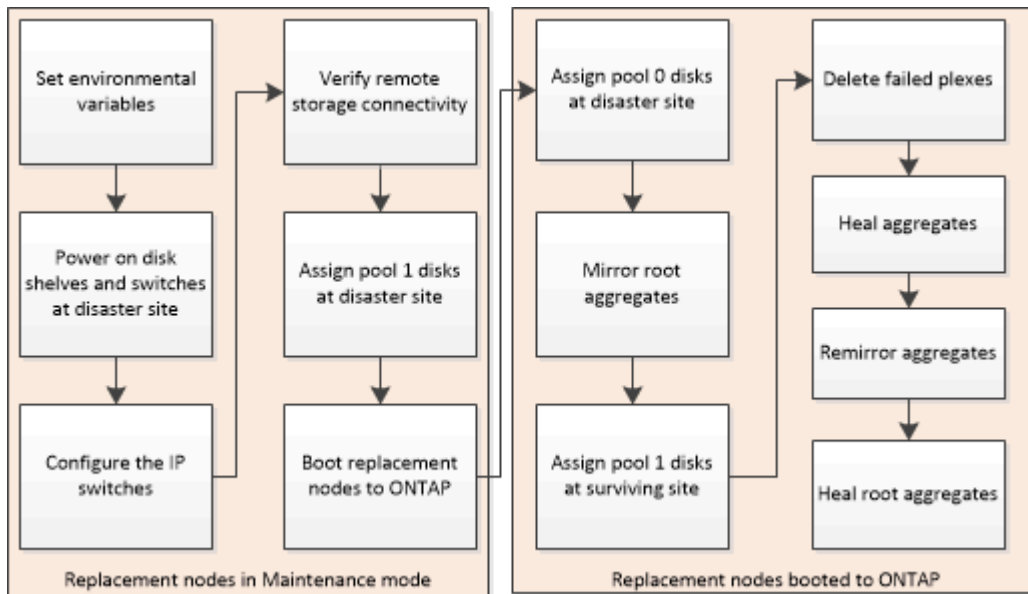 Set environmental
variables
Power on disk
shelves and switches
at disaster site
Configure the IP
switches
Verify remote
storage connectivity
Assign pool 1 disks
at disaster site
Boot replacement
nodes to ONTAP
Replacement nodes in Maintenance mode
Assign pool 0 disks
at disaster site
Mirror root
aggregates
Assign pool 1 disks
at surviving site
Delete failed plexes
Heal aggregates
Remirror aggregates
Heal root aggregates
Replacement nodes booted to ONTAP